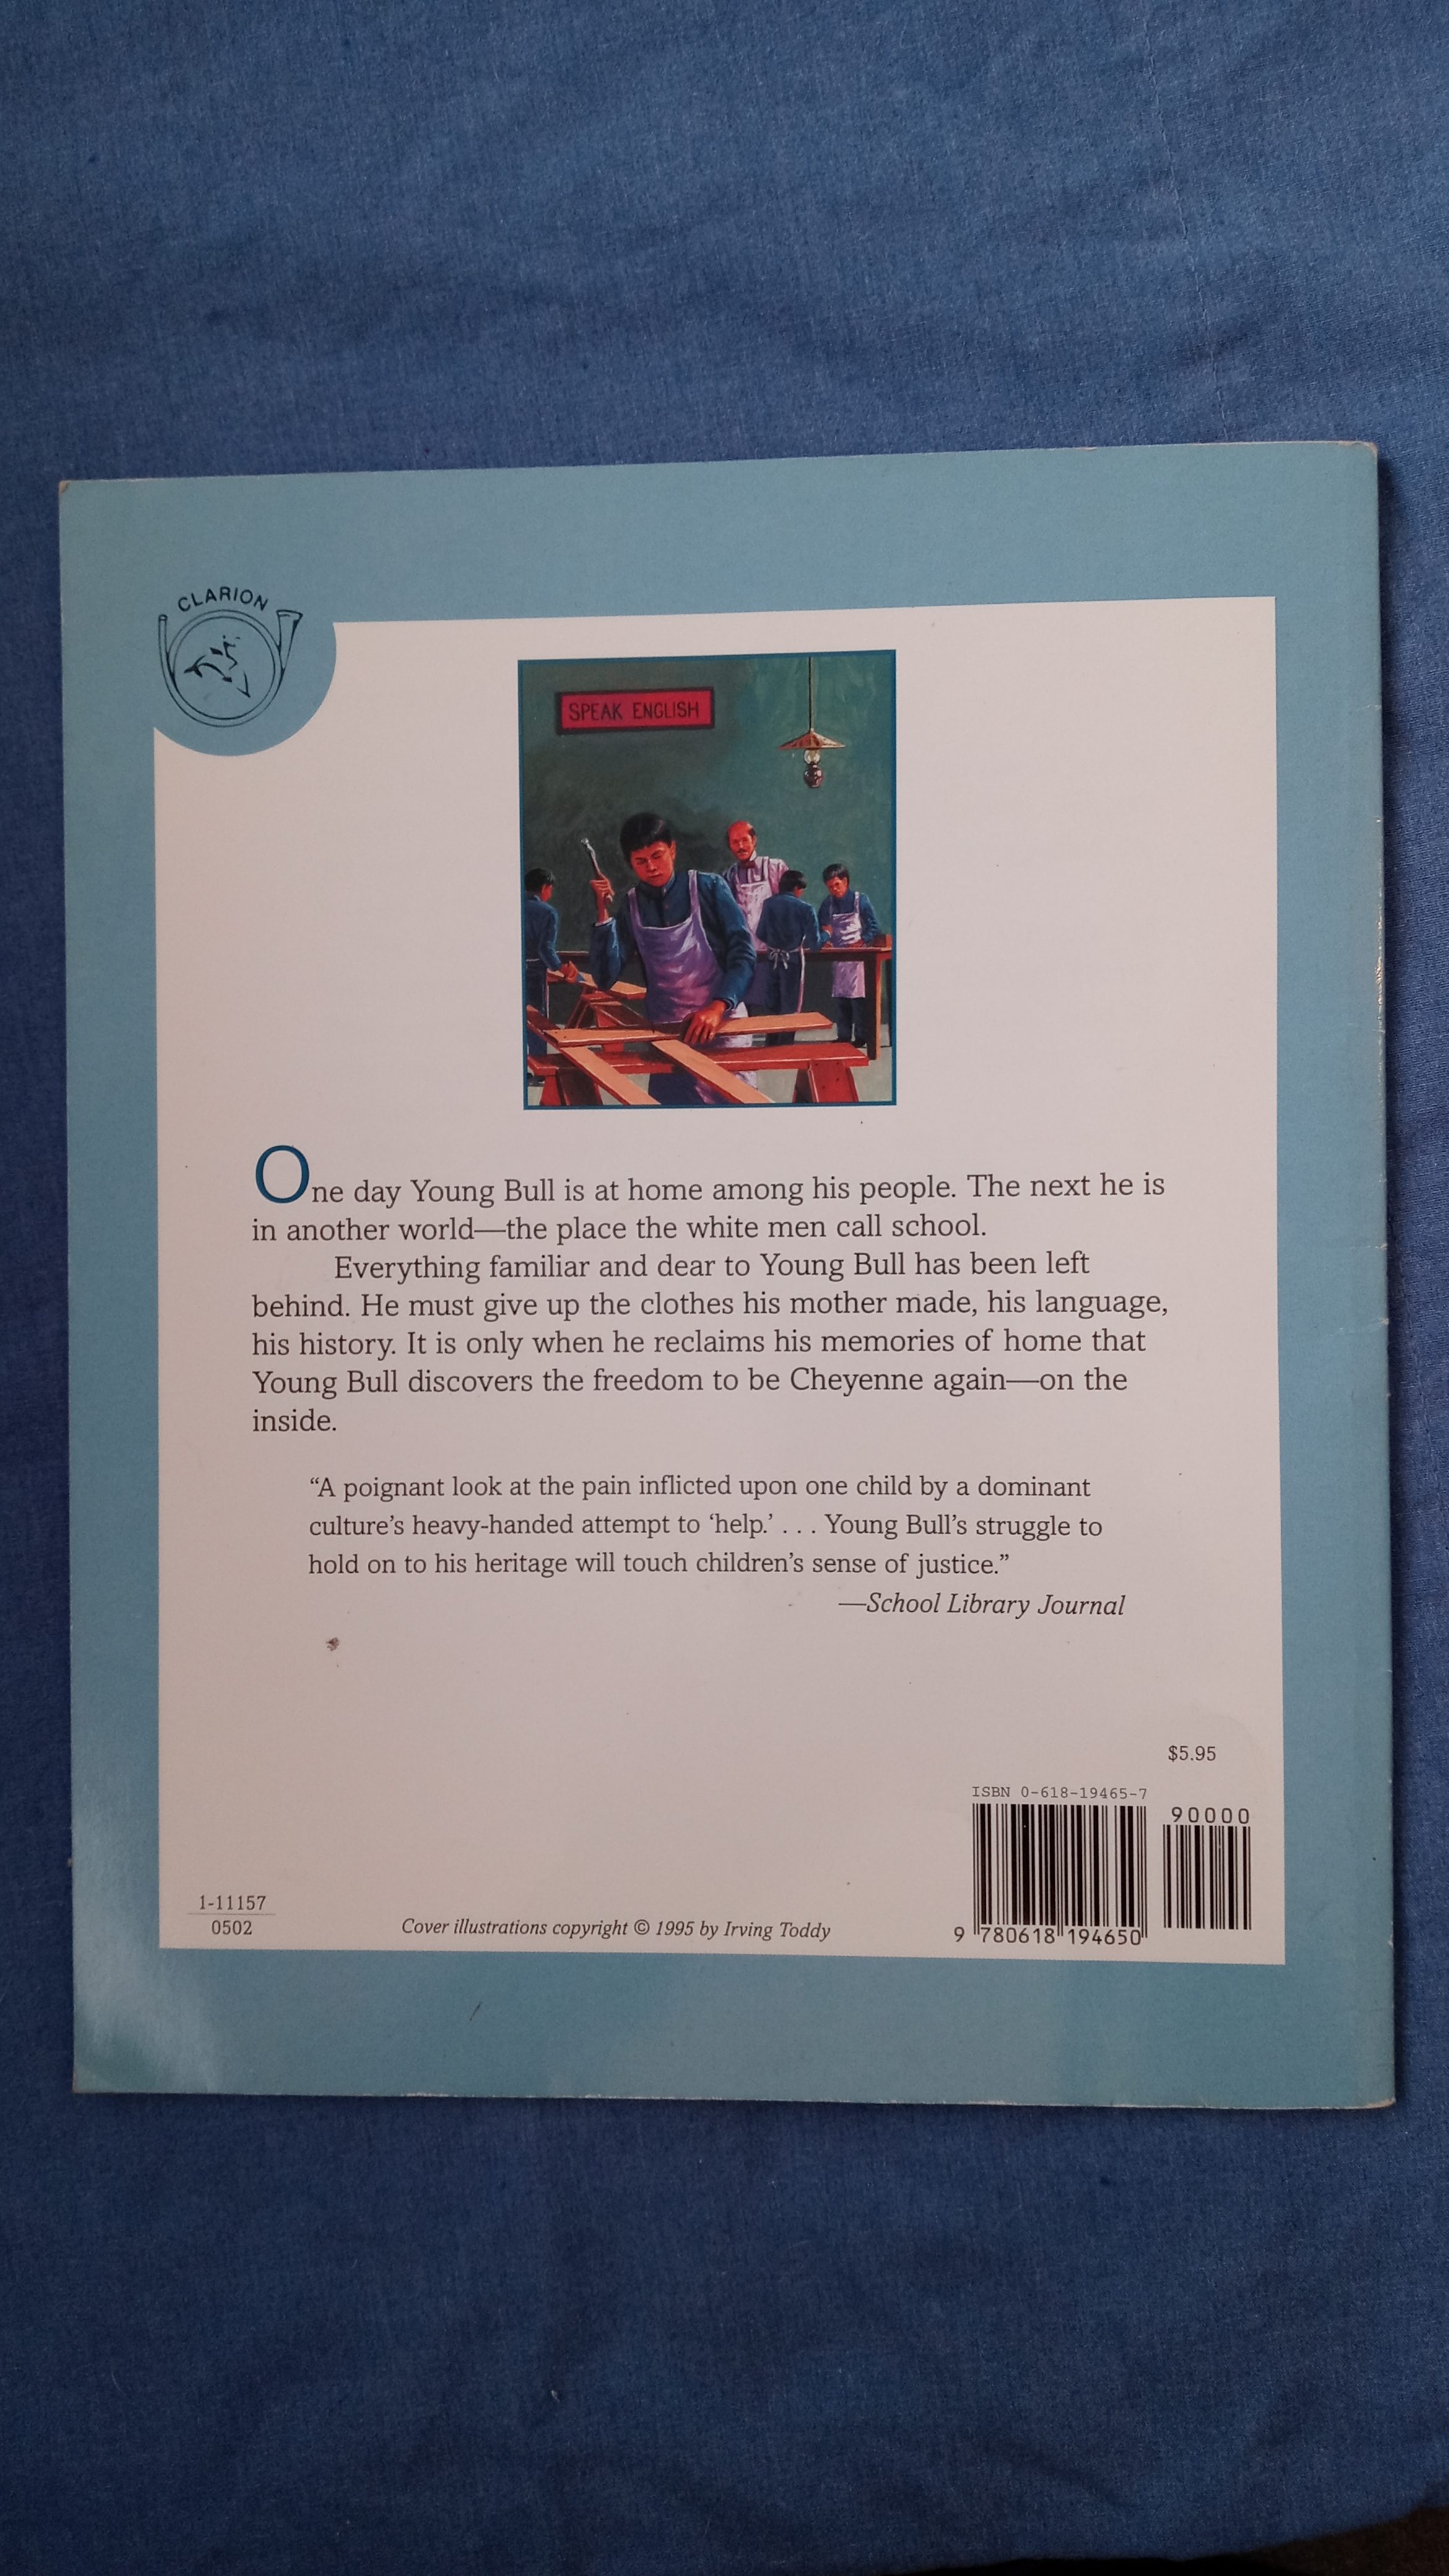 CLARION
SPEAK ENGLISH
One day Young Bull is at home among his people. The next he is
in another world—the place the white men call school.
Everything familiar and dear to Young Bull has been left
behind. He must give up the clothes his mother made, his language,
his history. It is only when he reclaims his memories of home that
Young Bull discovers the freedom to be Cheyenne again—on the
inside.
“A poignant look at the pain inflicted upon one child by a dominant
culture’s heavy-handed attempt to ‘help.’ . . . Young Bull’s struggle to
hold on to his heritage will touch children’s sense of justice.”
—School Library Journal
$5.95
ISBN 0-618-19465-7
90000
9 780618 194650
1-11157
0502
Cover illustrations copyright © 1995 by Irving Toddy